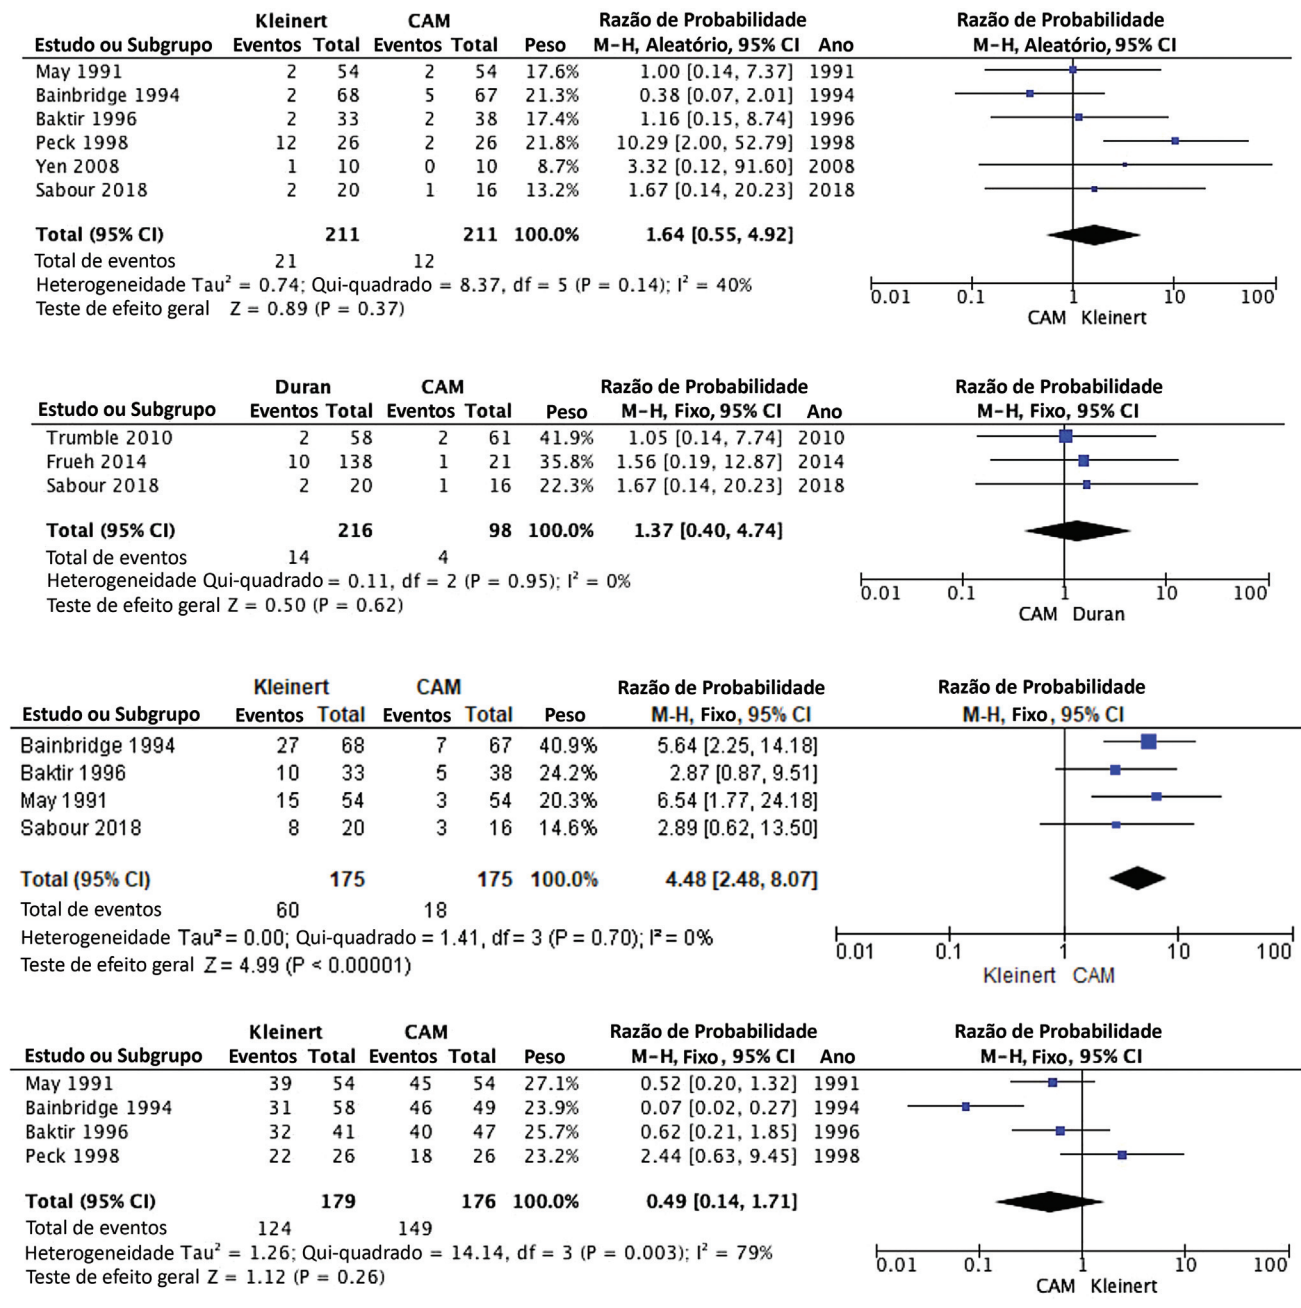 Kleinert CAM Razão de Probabilidade Razão de Probabilidade
Estudo ou Subgrupo Eventos Total Eventos Total Peso M-H, Aleatório, 95% CI Ano M-H, Aleatório, 95% CI
May 1991 2 54 2 54 17.6% 1.00 [0.14, 7.37] 1991
Bainbridge 1994 2 68 5 67 21.3% 0.38 [0.07, 2.01] 1994
Baktir 1996 2 33 2 38 17.4% 1.16 [0.15, 8.74] 1996
Peck 1998 12 26 2 26 21.8% 10.29 [2.00, 52.79] 1998
Yen 2008 1 10 0 10 8.7% 3.32 [0.12, 91.60] 2008
Sabour 2018 2 20 1 16 13.2% 1.67 [0.14, 20.23] 2018
Total (95% CI) 211 211 100.0% 1.64 [0.55, 4.92]
Total de eventos 21 12
Heterogeneidade Tau² = 0.74; Qui-quadrado = 8.37, df = 5 (P = 0.14); I² = 40%
Teste de efeito geral Z = 0.89 (P = 0.37)
0.01 0.1 1 10 100
CAM Kleinert
Duran CAM Razão de Probabilidade Razão de Probabilidade
Estudo ou Subgrupo Eventos Total Eventos Total Peso M-H, Fixo, 95% CI Ano M-H, Fixo, 95% CI
Trumble 2010 2 58 2 61 41.9% 1.05 [0.14, 7.74] 2010
Frueh 2014 10 138 1 21 35.8% 1.56 [0.19, 12.87] 2014
Sabour 2018 2 20 1 16 22.3% 1.67 [0.14, 20.23] 2018
Total (95% CI) 216 98 100.0% 1.37 [0.40, 4.74]
Total de eventos 14 4
Heterogeneidade Qui-quadrado = 0.11, df = 2 (P = 0.95); I² = 0%
Teste de efeito geral Z = 0.50 (P = 0.62)
0.01 0.1 1 10 100
CAM Duran
Kleinert CAM Razão de Probabilidade Razão de Probabilidade
Estudo ou Subgrupo Eventos Total Eventos Total Peso M-H, Fixo, 95% CI M-H, Fixo, 95% CI
Bainbridge 1994 27 68 7 67 40.9% 5.64 [2.25, 14.18]
Baktir 1996 10 33 5 38 24.2% 2.87 [0.87, 9.51]
May 1991 15 54 3 54 20.3% 6.54 [1.77, 24.18]
Sabour 2018 8 20 3 16 14.6% 2.89 [0.62, 13.50]
Total (95% CI) 175 175 100.0% 4.48 [2.48, 8.07]
Total de eventos 60 18
Heterogeneidade Tau² = 0.00; Qui-quadrado = 1.41, df = 3 (P = 0.70); I² = 0%
Teste de efeito geral Z = 4.99 (P < 0.00001)
0.01 0.1 1 10 100
Kleinert CAM
Kleinert CAM Razão de Probabilidade Razão de Probabilidade
Estudo ou Subgrupo Eventos Total Eventos Total Peso M-H, Fixo, 95% CI Ano M-H, Fixo, 95% CI
May 1991 39 54 45 54 27.1% 0.52 [0.20, 1.32] 1991
Bainbridge 1994 31 58 46 49 23.9% 0.07 [0.02, 0.27] 1994
Baktir 1996 32 41 40 47 25.7% 0.62 [0.21, 1.85] 1996
Peck 1998 22 26 18 26 23.2% 2.44 [0.63, 9.45] 1998
Total (95% CI) 179 176 100.0% 0.49 [0.14, 1.71]
Total de eventos 124 149
Heterogeneidade Tau² = 1.26; Qui-quadrado = 14.14, df = 3 (P = 0.003); I² = 79%
Teste de efeito geral Z = 1.12 (P = 0.26)
0.01 0.1 1 10 100
CAM Kleinert